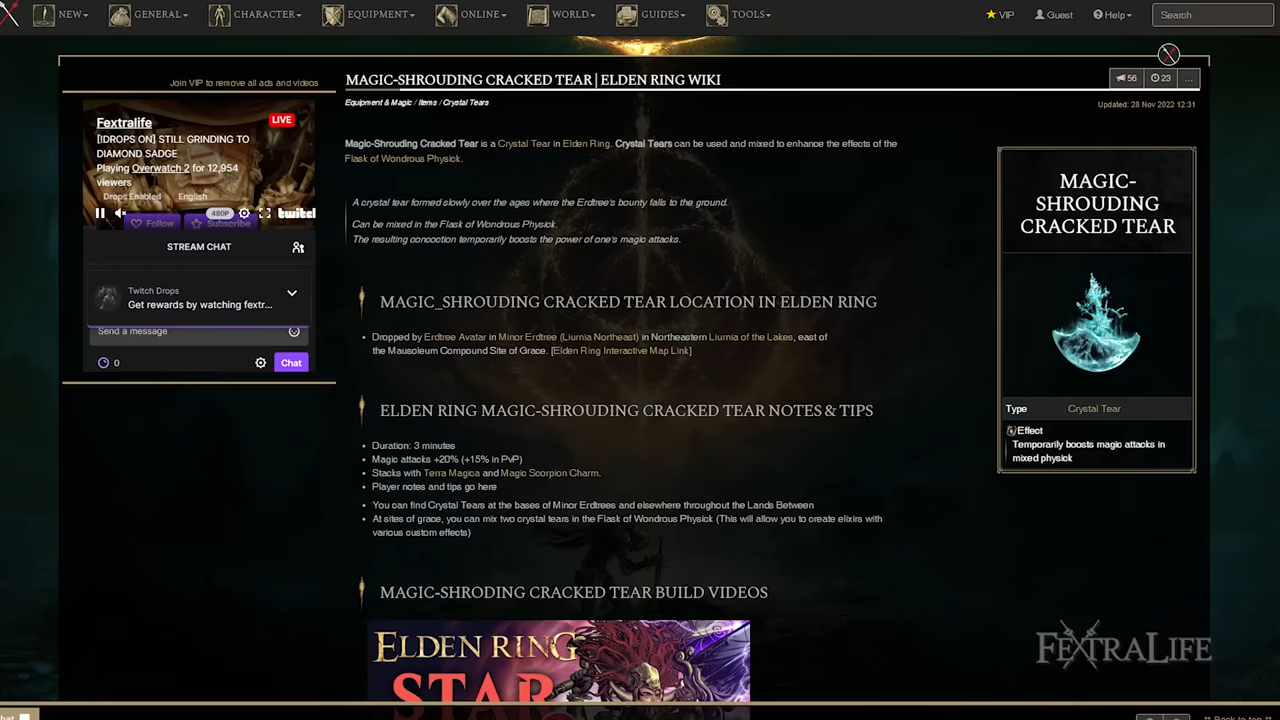 NEW
GENERAL
CHARACTER
EQUIPMENT
ONLINE
WORLD
GUIDES
TOOLS
VIP
Guest
Help
Search
Join VIP to remove all ads and videos
Fextralife
LIVE
[!DROPS ON] STILL GRINDING TO
DIAMOND SADGE
Playing Overwatch 2 for 12,954
viewers
Drops Enabled English
480P
twitch
Follow
Subscribe
STREAM CHAT
Twitch Drops
Get rewards by watching fextr...
Send a message
0
Chat
MAGIC-SHROUDING CRACKED TEAR | ELDEN RING WIKI
56
23
...
Equipment & Magic / Items / Crystal Tears
Updated: 28 Nov 2022 12:31
Magic-Shrouding Cracked Tear is a Crystal Tear in Elden Ring. Crystal Tears can be used and mixed to enhance the effects of the
Flask of Wondrous Physick.
A crystal tear formed slowly over the ages where the Erdtree's bounty falls to the ground.
Can be mixed in the Flask of Wondrous Physick.
The resulting concoction temporarily boosts the power of one's magic attacks.
MAGIC_SHROUDING CRACKED TEAR LOCATION IN ELDEN RING
Dropped by Erdtree Avatar in Minor Erdtree (Liurnia Northeast) in Northeastern Liurnia of the Lakes, east of
the Mausoleum Compound Site of Grace. [Elden Ring Interactive Map Link]
ELDEN RING MAGIC-SHROUDING CRACKED TEAR NOTES & TIPS
Duration: 3 minutes
Magic attacks +20% (+15% in PvP)
Stacks with Terra Magica and Magic Scorpion Charm.
Player notes and tips go here
You can find Crystal Tears at the bases of Minor Erdtrees and elsewhere throughout the Lands Between
At sites of grace, you can mix two crystal tears in the Flask of Wondrous Physick (This will allow you to create elixirs with
various custom effects)
MAGIC-SHRODING CRACKED TEAR BUILD VIDEOS
ELDEN RING
STAR
MAGIC-
SHROUDING
CRACKED TEAR
Type Crystal Tear
Effect
Temporarily boosts magic attacks in
mixed physick
FEXTRALIFE